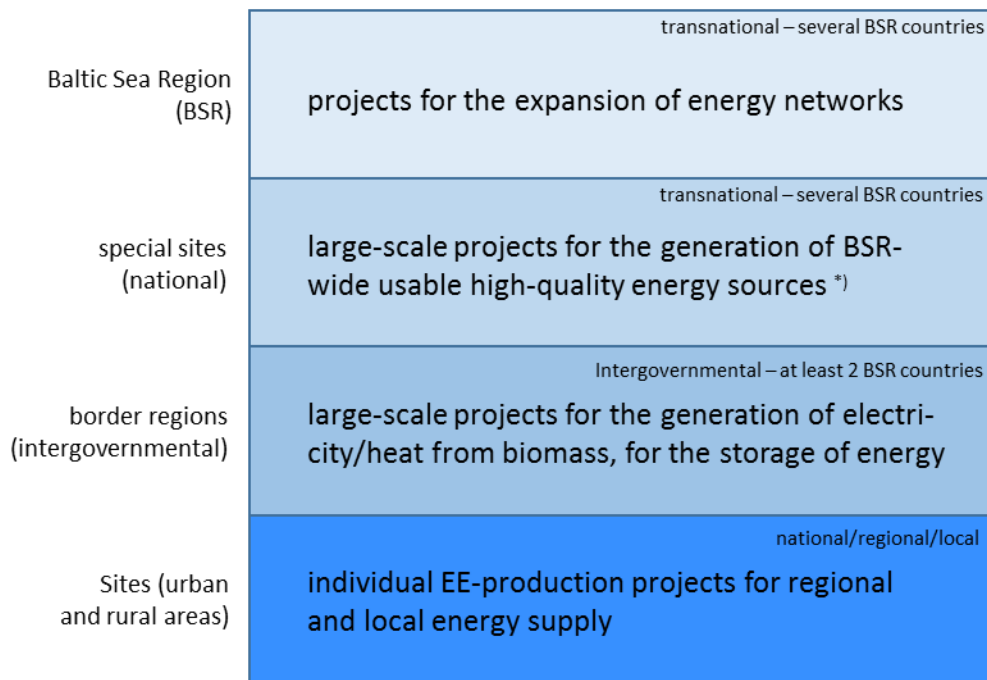 transnational – several BSR countries
Baltic Sea Region
(BSR)
projects for the expansion of energy networks
transnational – several BSR countries
special sites
(national)
large-scale projects for the generation of BSR-
wide usable high-quality energy sources *)
Intergovernmental – at least 2 BSR countries
border regions
(intergovernmental)
large-scale projects for the generation of electri-
city/heat from biomass, for the storage of energy
national/regional/local
Sites (urban
and rural areas)
individual EE-production projects for regional
and local energy supply